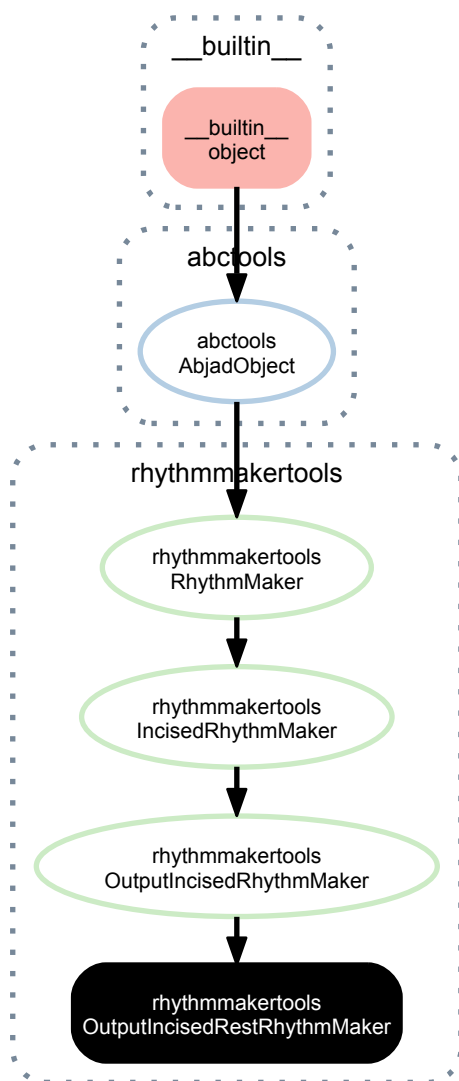 __builtin__
__builtin__
object
abctools
abctools
AbjadObject
rhythmmakertools
rhythmmakertools
RhythmMaker
rhythmmakertools
IncisedRhythmMaker
rhythmmakertools
OutputIncisedRhythmMaker
rhythmmakertools
OutputIncisedRestRhythmMaker